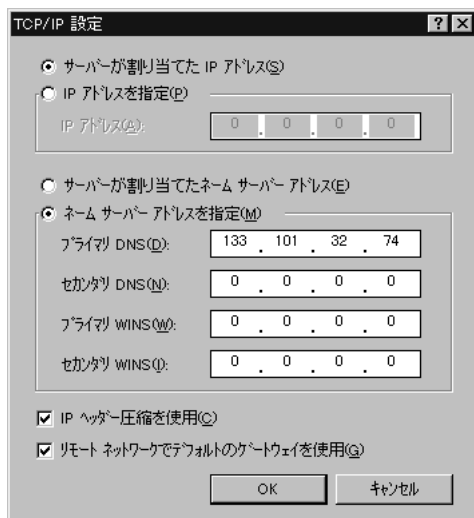 TCP/IP 設定
サーバーが割り当てた IP アドレス(S)
IP アドレスを指定(P)
IP アドレス(A): 0 . 0 . 0 . 0
サーバーが割り当てたネーム サーバー アドレス(E)
ネーム サーバー アドレスを指定(M)
プライマリ DNS(D): 133 . 101 . 32 . 74
セカンダリ DNS(N): 0 . 0 . 0 . 0
プライマリ WINS(W): 0 . 0 . 0 . 0
セカンダリ WINS(I): 0 . 0 . 0 . 0
IP ヘッダー圧縮を使用(C)
リモート ネットワークでデフォルトのゲートウェイを使用(G)
OK キャンセル